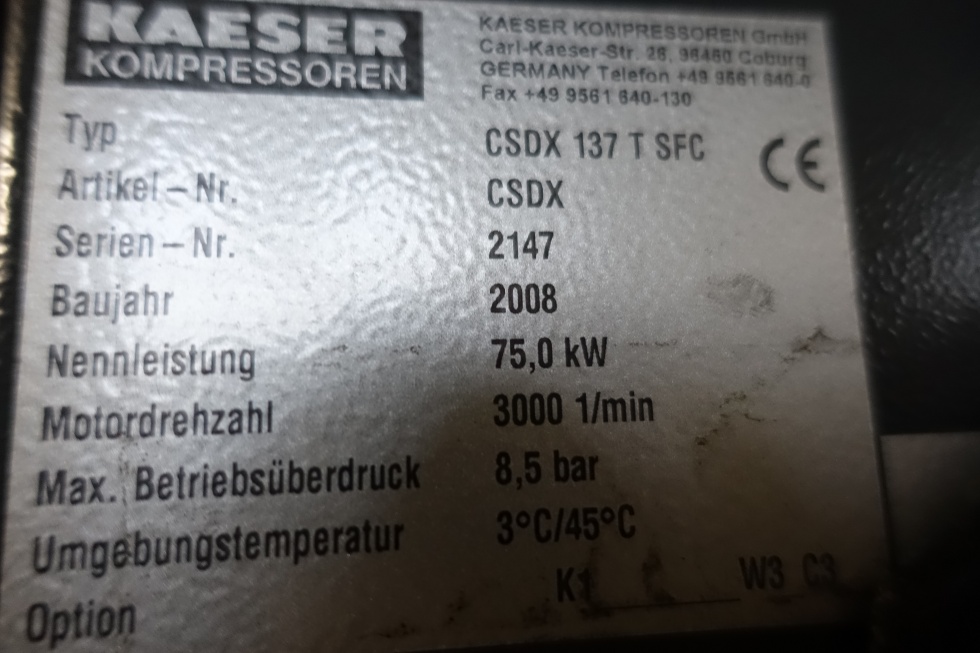 KAESER
KOMPRESSOREN
KAESER KOMPRESSOREN GmbH
Carl-Kaeser-Str. 26, 96450 Coburg
GERMANY Telefon +49 9561 640-0
Fax +49 9561 640-130
CE
Typ CSDX 137 T SFC
Artikel-Nr. CSDX
Serien-Nr. 2147
Baujahr 2008
Nennleistung 75,0 kW
Motordrehzahl 3000 1/min
Max. Betriebsüberdruck 8,5 bar
Umgebungstemperatur 3°C/45°C
Option K1 W3 C3